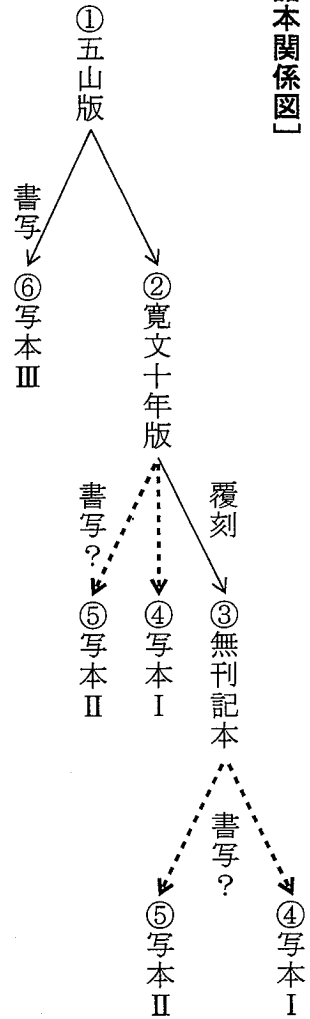 本関係図］
①五山版
書写
⑥写本Ⅲ
②寛文十年版
覆刻
③無刊記本
④写本Ⅰ
書写？
⑤写本Ⅱ
書写？
④写本Ⅰ
⑤写本Ⅱ